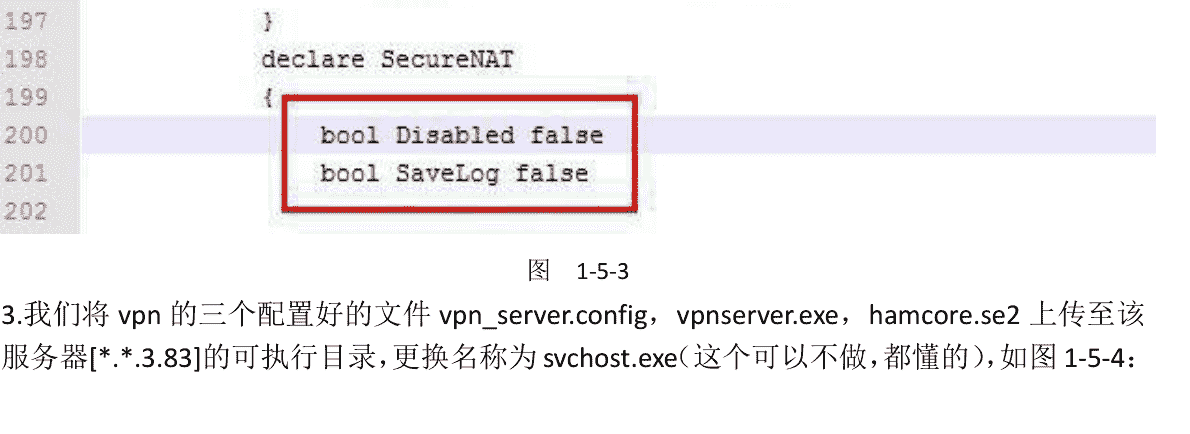 197 }
198 declare SecureNAT
199 {
200 bool Disabled false
201 bool SaveLog false
202
图 1-5-3
3.我们将 vpn 的三个配置好的文件 vpn_server.config，vpnserver.exe，hamcore.se2 上传至该
服务器[*.*.3.83]的可执行目录，更换名称为 svchost.exe（这个可以不做，都懂的），如图 1-5-4：